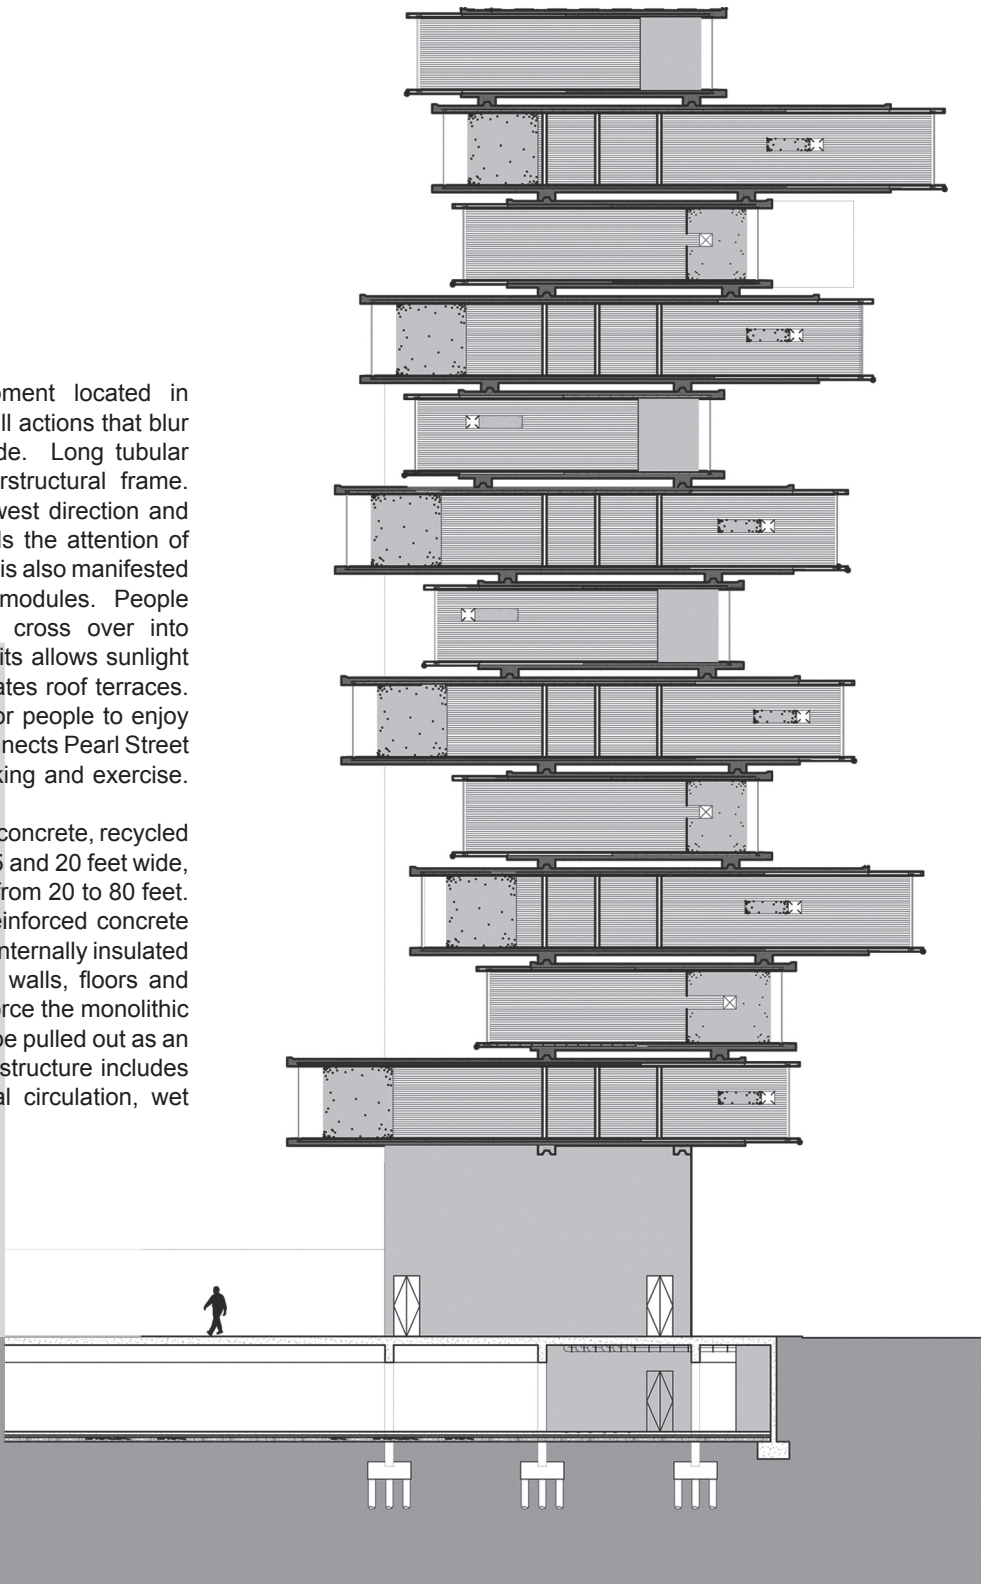 pment located in
ll actions that blur
de. Long tubular
rstructural frame.
west direction and
ls the attention of
is also manifested
modules. People
cross over into
its allows sunlight
ates roof terraces.
or people to enjoy
nects Pearl Street
king and exercise.
concrete, recycled
5 and 20 feet wide,
from 20 to 80 feet.
einforced concrete
nternally insulated
walls, floors and
orce the monolithic
be pulled out as an
structure includes
al circulation, wet